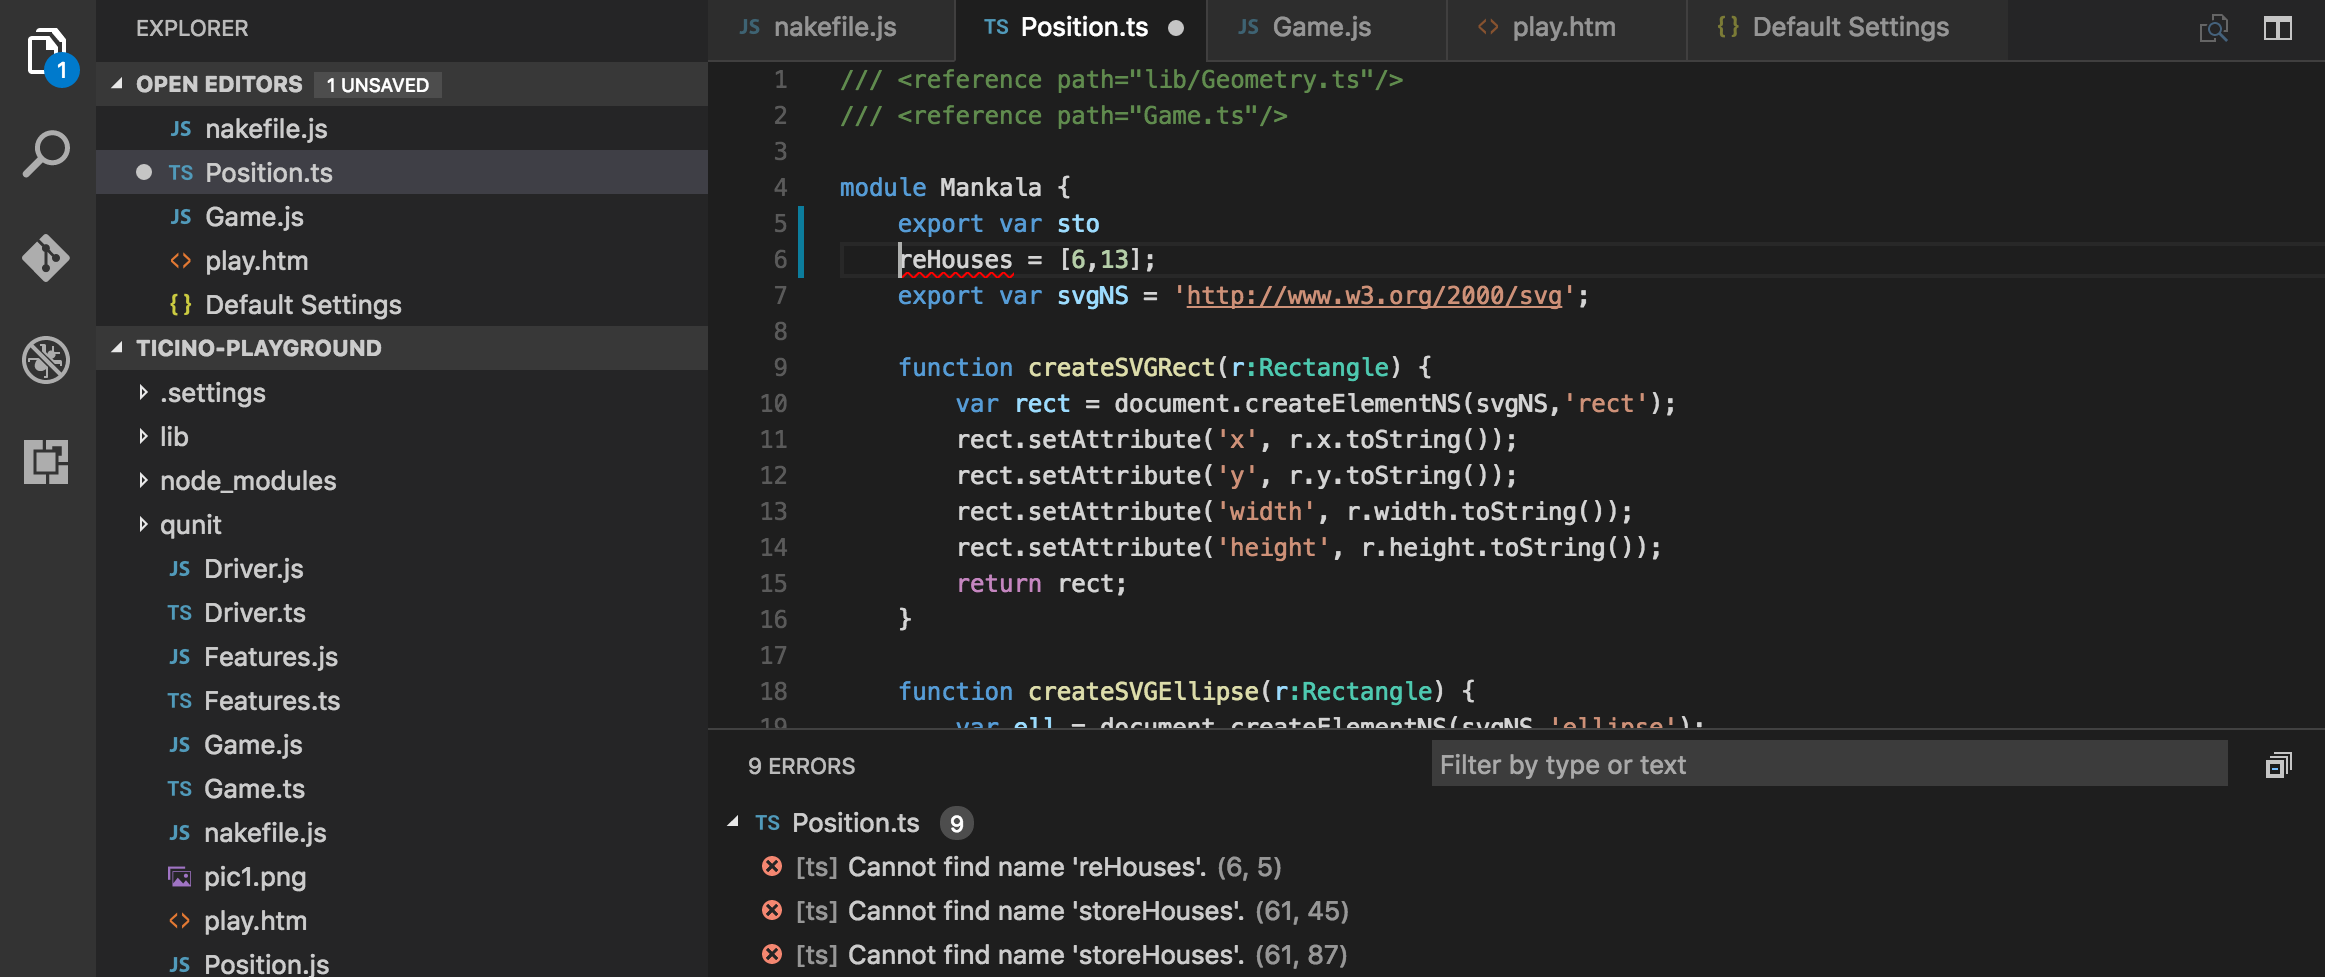 1
EXPLORER
OPEN EDITORS 1 UNSAVED
JS nakefile.js
TS Position.ts
JS Game.js
<> play.htm
{} Default Settings
TICINO-PLAYGROUND
.settings
lib
node_modules
qunit
JS Driver.js
TS Driver.ts
JS Features.js
TS Features.ts
JS Game.js
TS Game.ts
JS nakefile.js
pic1.png
<> play.htm
JS Position.js
JS nakefile.js TS Position.ts JS Game.js <> play.htm {} Default Settings
1 /// <reference path="lib/Geometry.ts"/>
2 /// <reference path="Game.ts"/>
3
4 module Mankala {
5     export var sto
6     reHouses = [6,13];
7     export var svgNS = 'http://www.w3.org/2000/svg';
8
9     function createSVGRect(r:Rectangle) {
10         var rect = document.createElementNS(svgNS,'rect');
11         rect.setAttribute('x', r.x.toString());
12         rect.setAttribute('y', r.y.toString());
13         rect.setAttribute('width', r.width.toString());
14         rect.setAttribute('height', r.height.toString());
15         return rect;
16     }
17
18     function createSVGEllipse(r:Rectangle) {
19         var ell = document.createElementNS(svgNS,'ellipse');
9 ERRORS Filter by type or text
TS Position.ts 9
[ts] Cannot find name 'reHouses'. (6, 5)
[ts] Cannot find name 'storeHouses'. (61, 45)
[ts] Cannot find name 'storeHouses'. (61, 87)